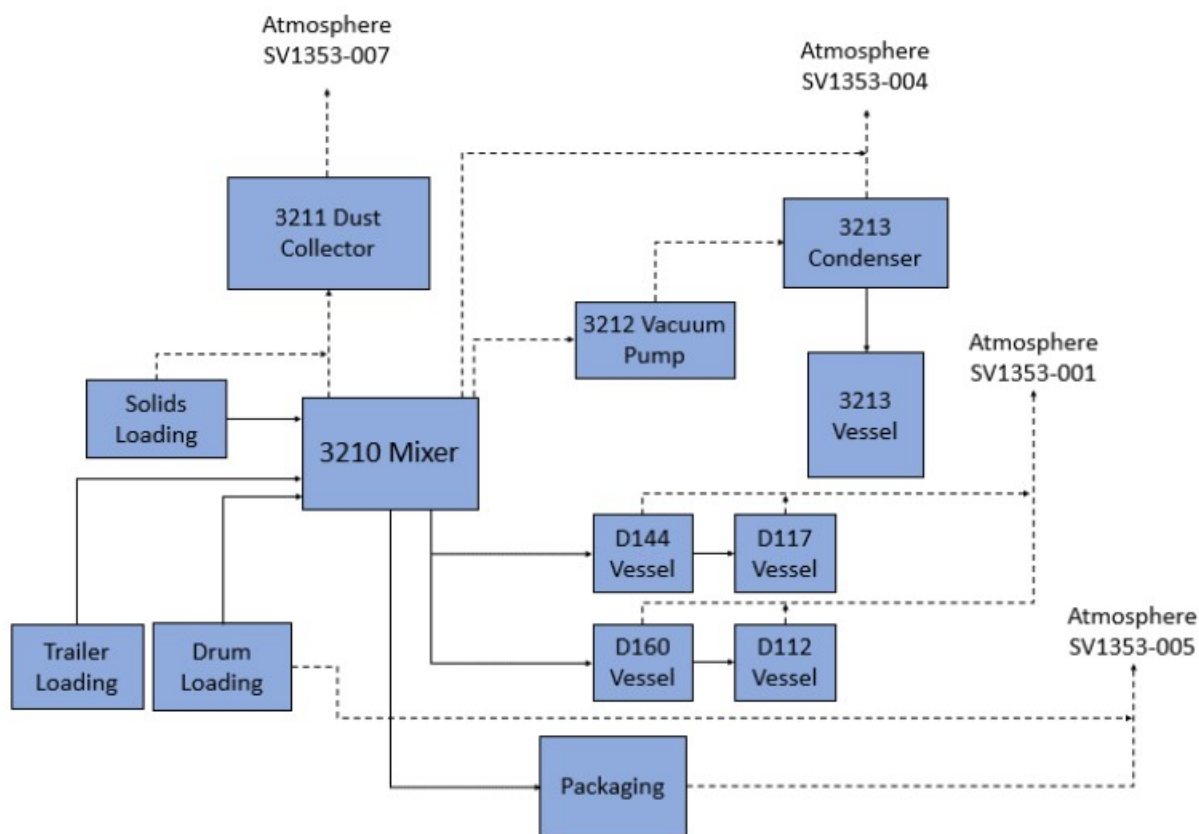 Atmosphere
SV1353-007
Atmosphere
SV1353-004
3211 Dust
Collector
3213
Condenser
3212 Vacuum
Pump
Atmosphere
SV1353-001
Solids
Loading
3210 Mixer
3213
Vessel
D144
Vessel
D117
Vessel
Trailer
Loading
Drum
Loading
D160
Vessel
D112
Vessel
Atmosphere
SV1353-005
Packaging